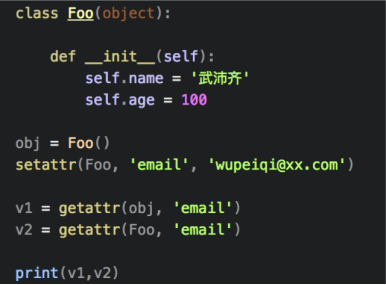 class Foo(object):
def __init__(self):
self.name = '武沛齐'
self.age = 100
obj = Foo()
setattr(Foo, 'email', 'wupeiqi@xx.com')
v1 = getattr(obj, 'email')
v2 = getattr(Foo, 'email')
print(v1,v2)